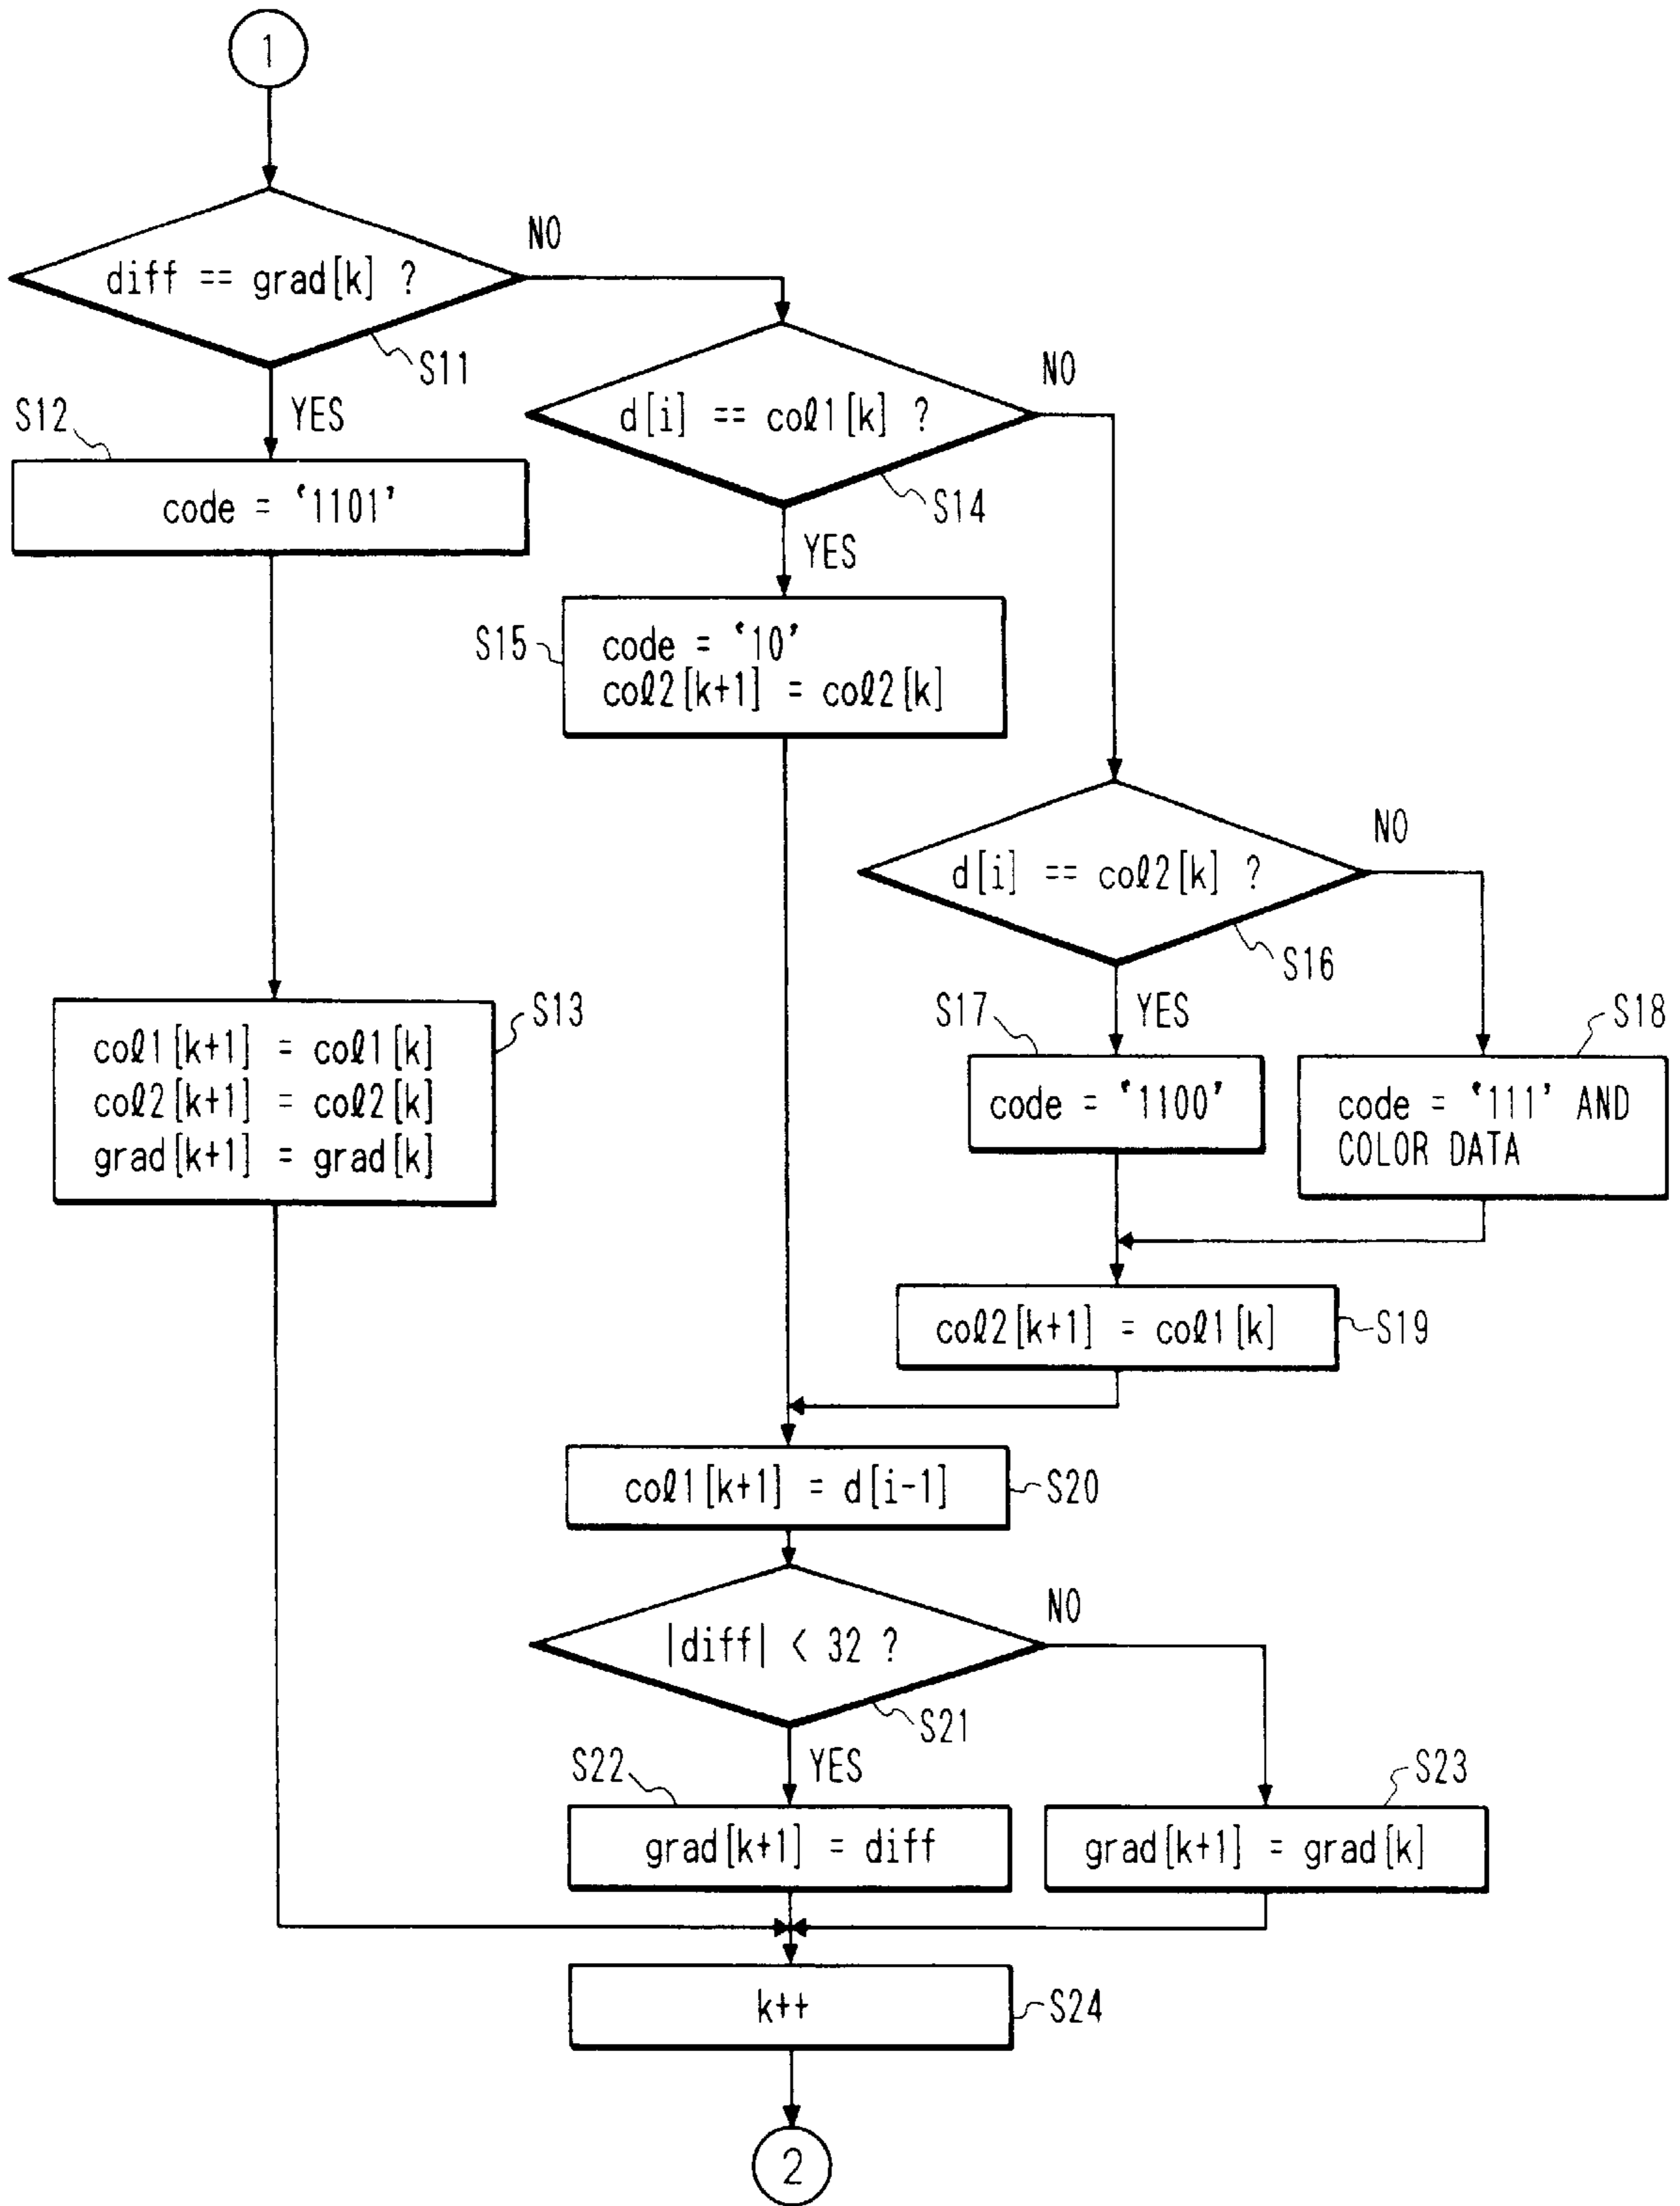 1
diff == grad[k] ?
NO
S11
YES
S12
code = '1101'
d[i] == col1[k] ?
NO
S14
YES
S15
code = '10'
col2[k+1] = col2[k]
d[i] == col2[k] ?
NO
S16
YES
S13
col1[k+1] = col1[k]
col2[k+1] = col2[k]
grad[k+1] = grad[k]
S17
code = '1100'
S18
code = '111' AND
COLOR DATA
col2[k+1] = col1[k]
S19
col1[k+1] = d[i-1]
S20
|diff| < 32 ?
NO
S21
YES
S22
grad[k+1] = diff
S23
grad[k+1] = grad[k]
k++
S24
2